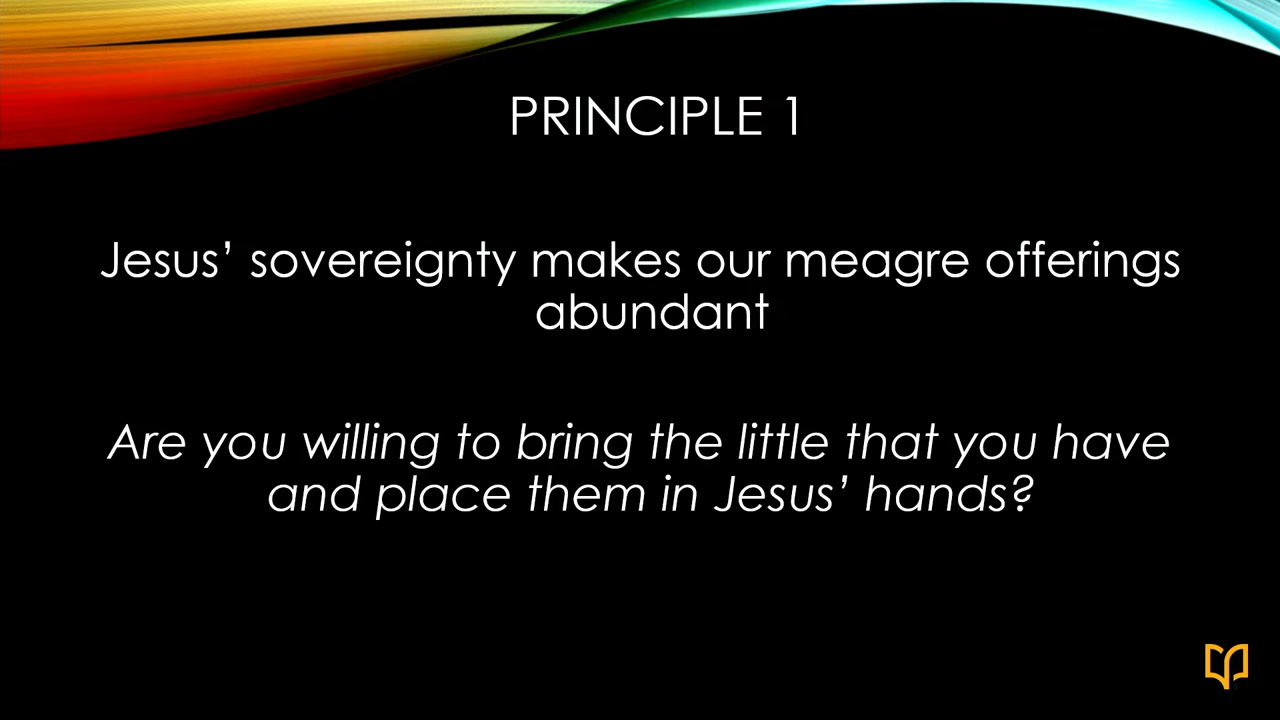 PRINCIPLE 1
Jesus’ sovereignty makes our meagre offerings
abundant
Are you willing to bring the little that you have
and place them in Jesus’ hands?